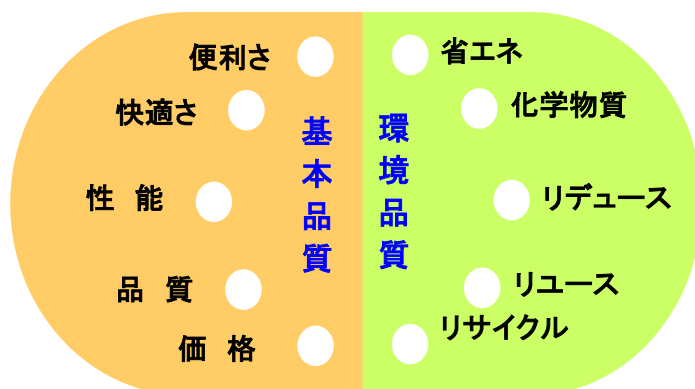 便利さ
快適さ
性 能
品 質
価 格
基本品質
環境品質
省エネ
化学物質
リデュース
リユース
リサイクル